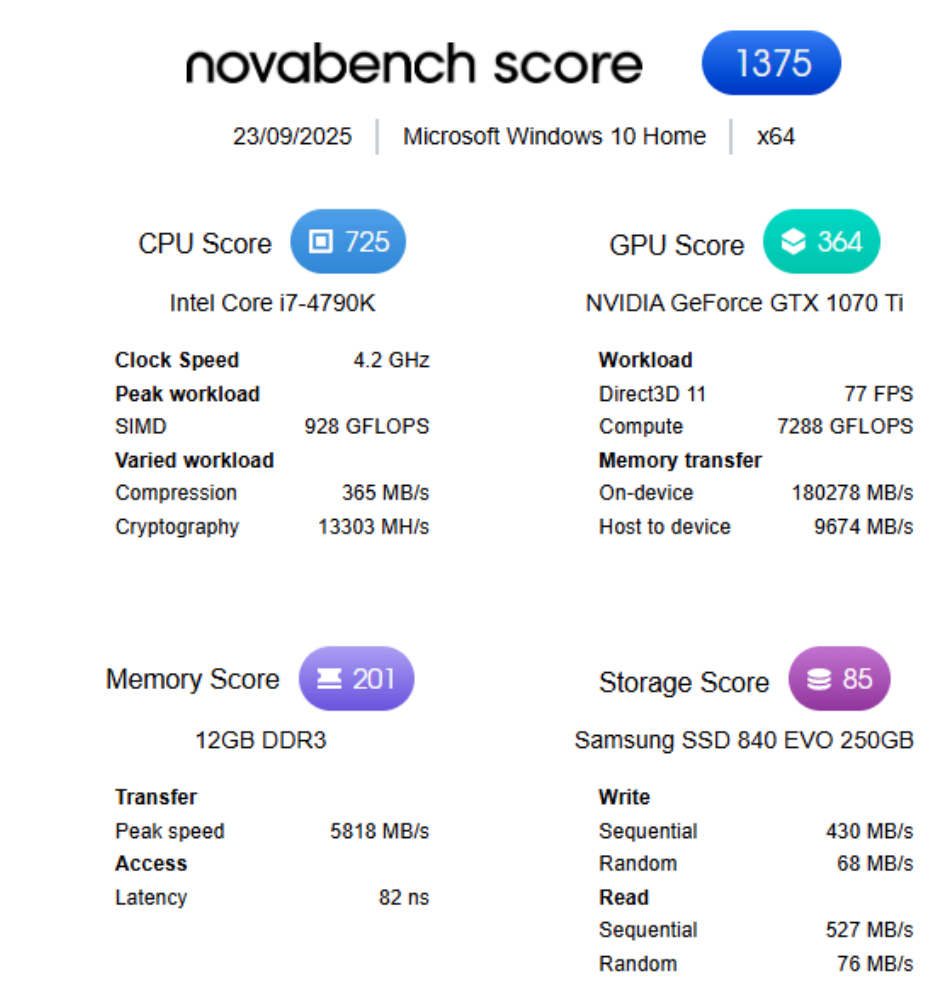 novabench score 1375
23/09/2025 | Microsoft Windows 10 Home | x64
CPU Score 725
Intel Core i7-4790K
Clock Speed 4.2 GHz
Peak workload
SIMD 928 GFLOPS
Varied workload
Compression 365 MB/s
Cryptography 13303 MH/s
GPU Score 364
NVIDIA GeForce GTX 1070 Ti
Workload
Direct3D 11 77 FPS
Compute 7288 GFLOPS
Memory transfer
On-device 180278 MB/s
Host to device 9674 MB/s
Memory Score 201
12GB DDR3
Transfer
Peak speed 5818 MB/s
Access
Latency 82 ns
Storage Score 85
Samsung SSD 840 EVO 250GB
Write
Sequential 430 MB/s
Random 68 MB/s
Read
Sequential 527 MB/s
Random 76 MB/s